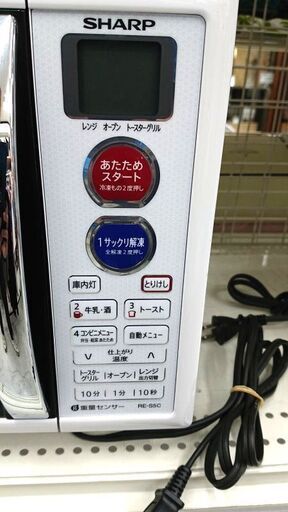 SHARP
レンジ オーブン トースターグリル
あたため
スタート
冷凍もの2度押し
1サックリ解凍
全解凍2度押し
庫内灯 とりけし
2 牛乳・酒 3 トースト
4 コンビニメニュー 自動メニュー
弁当・総菜あたため
仕上がり
温度
トースター
グリル オーブン レンジ
出力切替
10分 1分 10秒
重量センサー RE-S5C